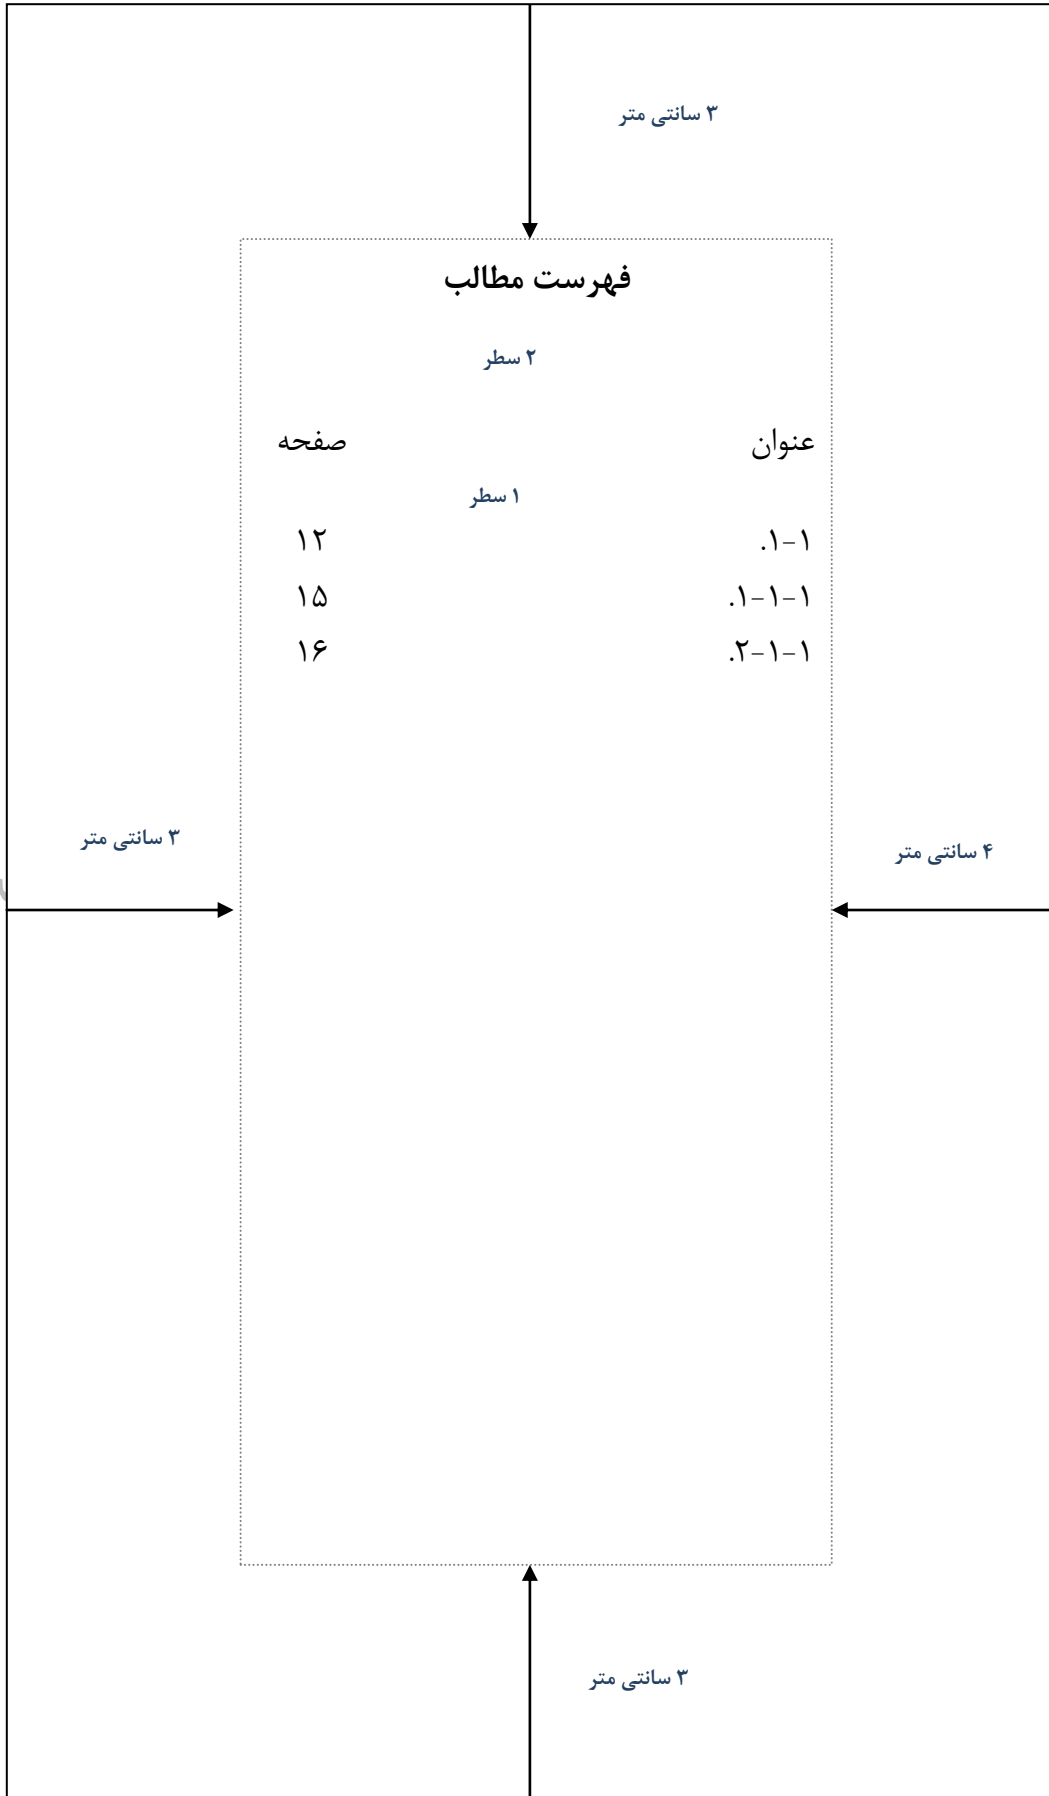 ۳ سانتی متر
فهرست مطالب
۲ سطر
عنوان صفحه
۱ سطر
۱-۱. ۱۲
۱-۱-۱. ۱۵
۱-۱-۲. ۱۶
۴ سانتی متر
۳ سانتی متر
۳ سانتی متر